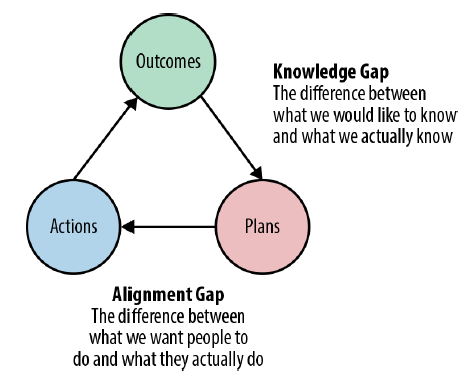 Outcomes
Knowledge Gap
The difference between
what we would like to know
and what we actually know
Actions
Plans
Alignment Gap
The difference between
what we want people to
do and what they actually do